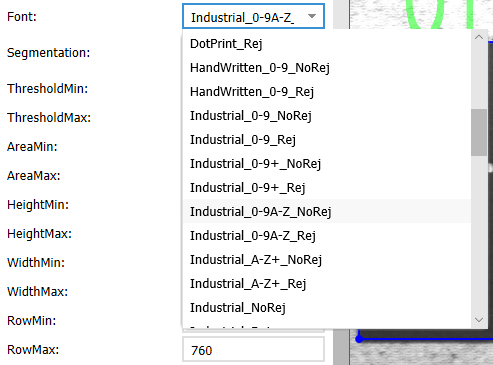 Font:
Industrial_0-9A-Z_
DotPrint_Rej
Segmentation:
HandWritten_0-9_NoRej
HandWritten_0-9_Rej
ThresholdMin:
Industrial_0-9_NoRej
ThresholdMax:
Industrial_0-9_Rej
AreaMin:
Industrial_0-9+_NoRej
AreaMax:
Industrial_0-9+_Rej
HeightMin:
Industrial_0-9A-Z_NoRej
HeightMax:
Industrial_0-9A-Z_Rej
WidthMin:
Industrial_A-Z+_NoRej
WidthMax:
Industrial_A-Z+_Rej
RowMin:
Industrial_NoRej
RowMax:
760